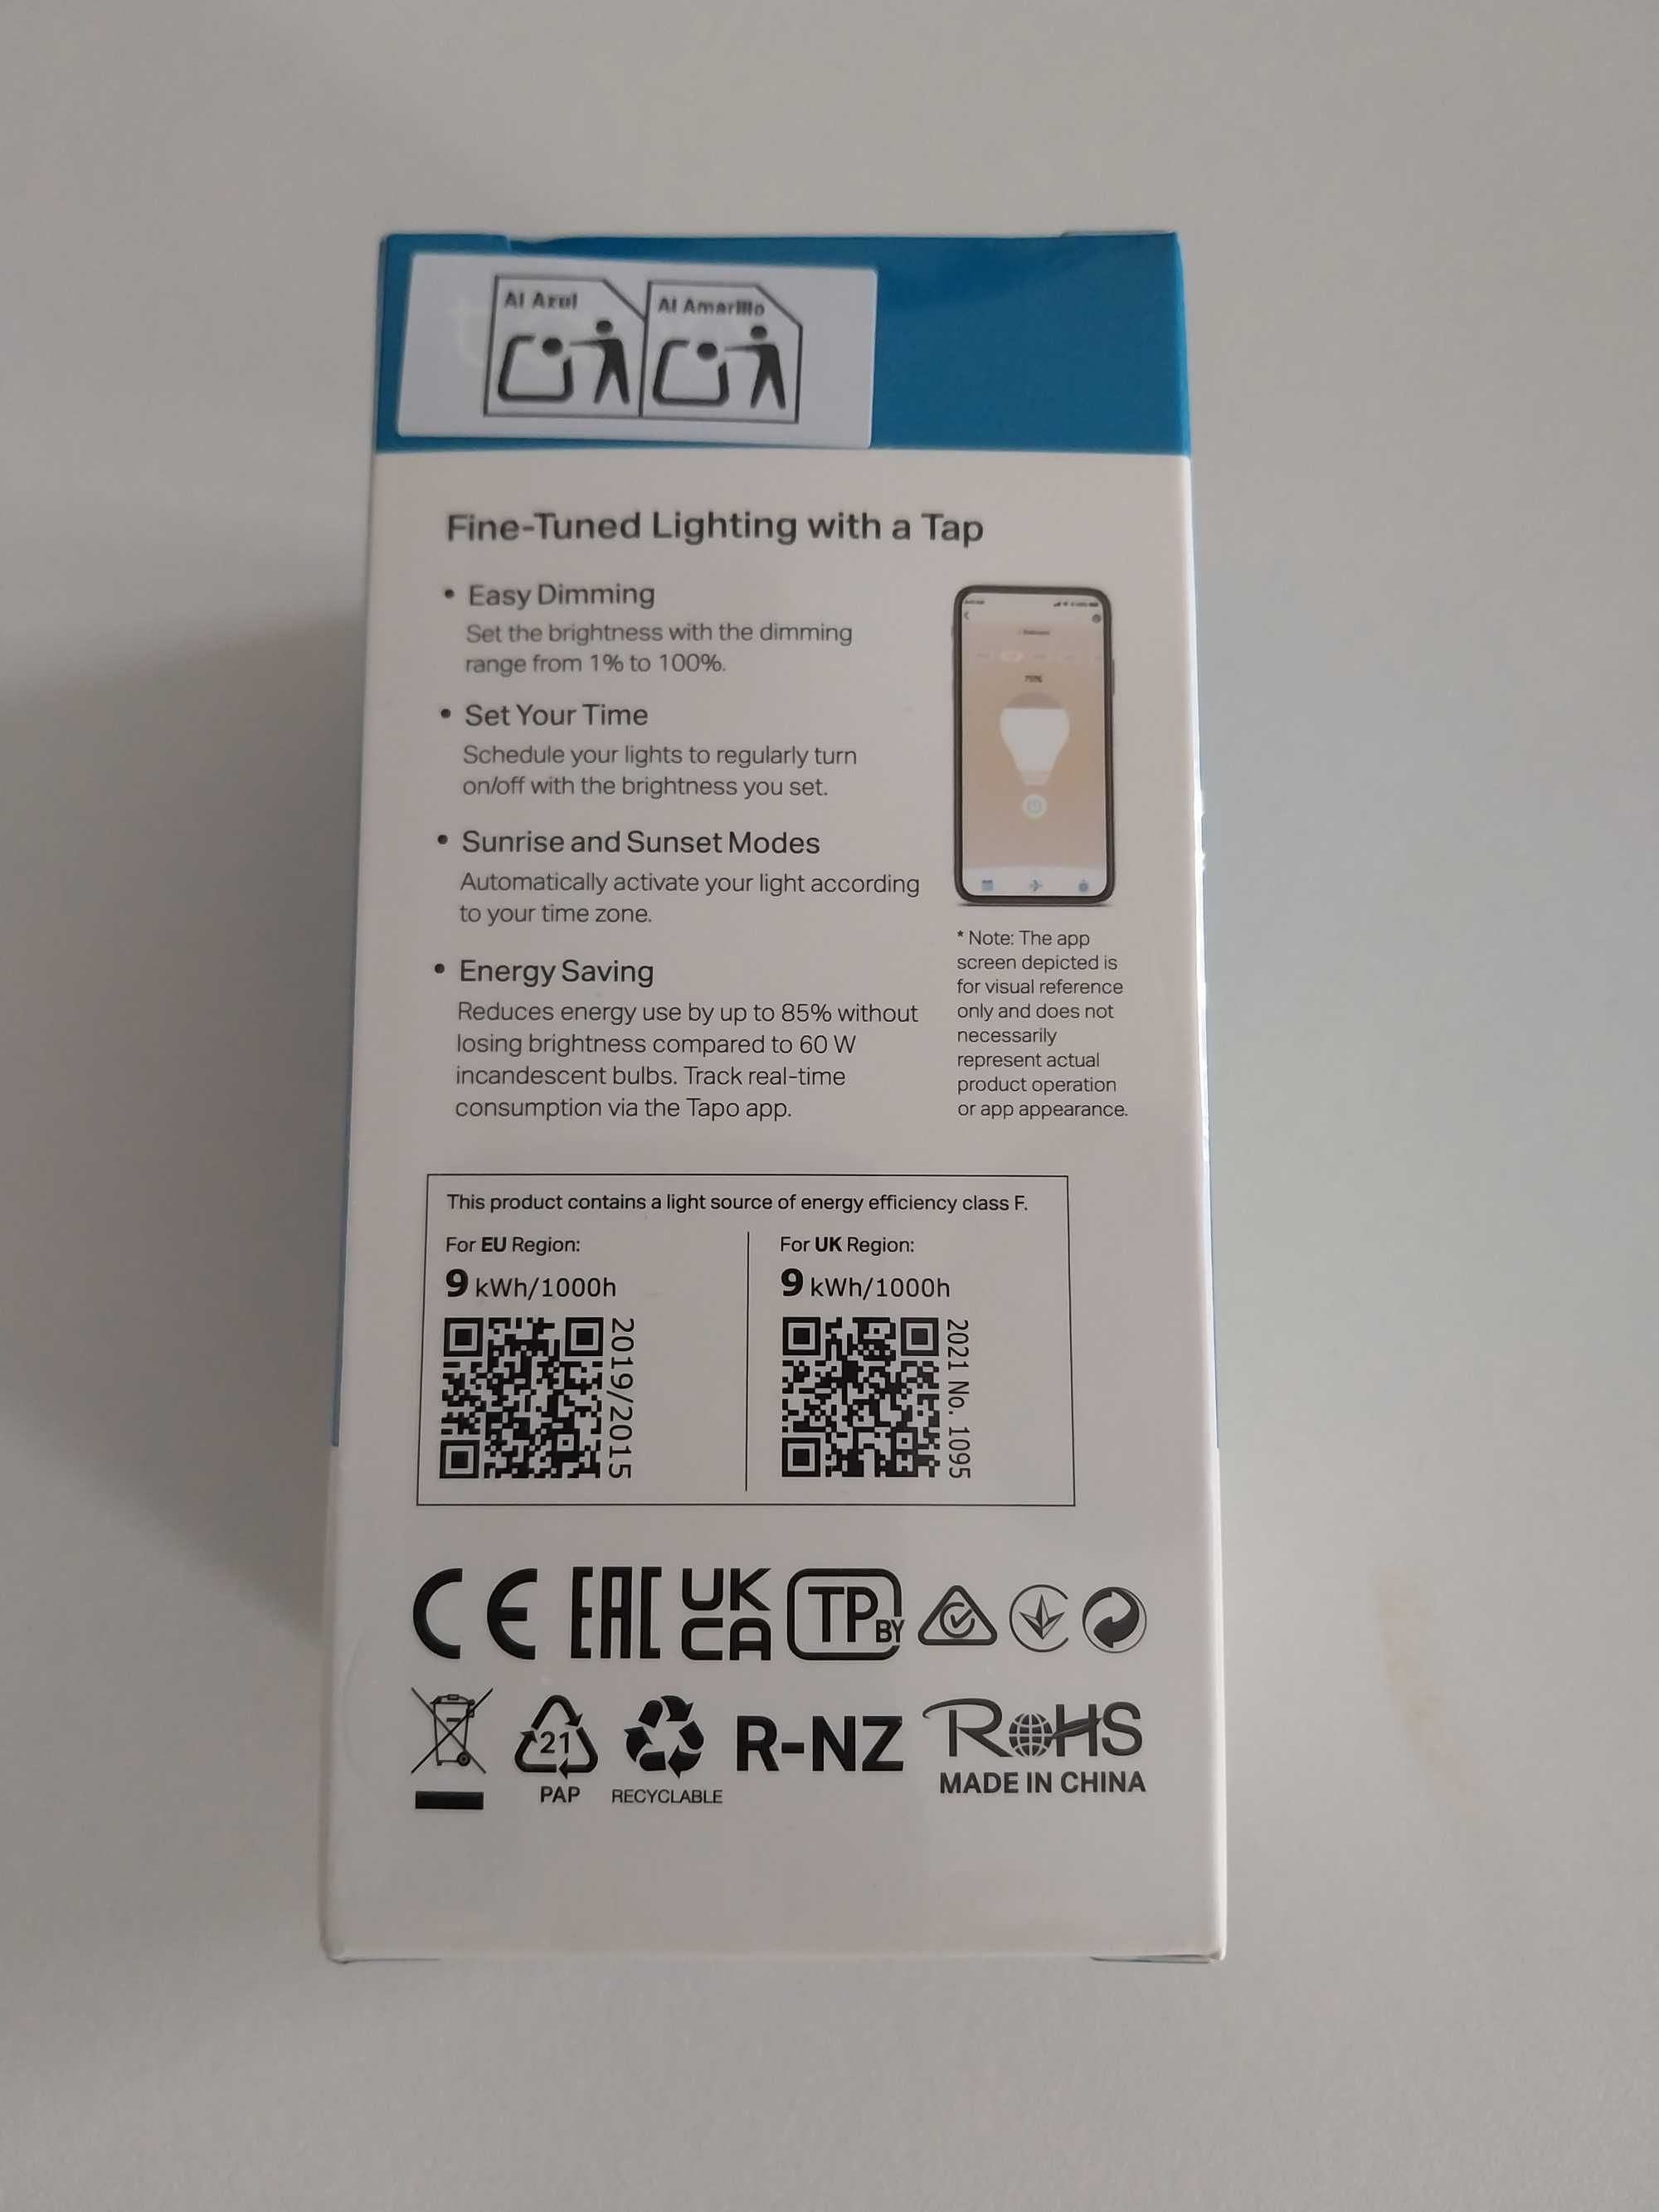 Al Azul
Al Amarillo
Fine-Tuned Lighting with a Tap
• Easy Dimming
Set the brightness with the dimming
range from 1% to 100%.
• Set Your Time
Schedule your lights to regularly turn
on/off with the brightness you set.
• Sunrise and Sunset Modes
Automatically activate your light according
to your time zone.
• Energy Saving
Reduces energy use by up to 85% without
losing brightness compared to 60 W
incandescent bulbs. Track real-time
consumption via the Tapo app.
* Note: The app
screen depicted is
for visual reference
only and does not
necessarily
represent actual
product operation
or app appearance.
This product contains a light source of energy efficiency class F.
For EU Region:
9 kWh/1000h
2019/2015
For UK Region:
9 kWh/1000h
2021 No. 1095
CE EAC UK
CA TP BY
21
PAP
RECYCLABLE
R-NZ
RoHS
MADE IN CHINA